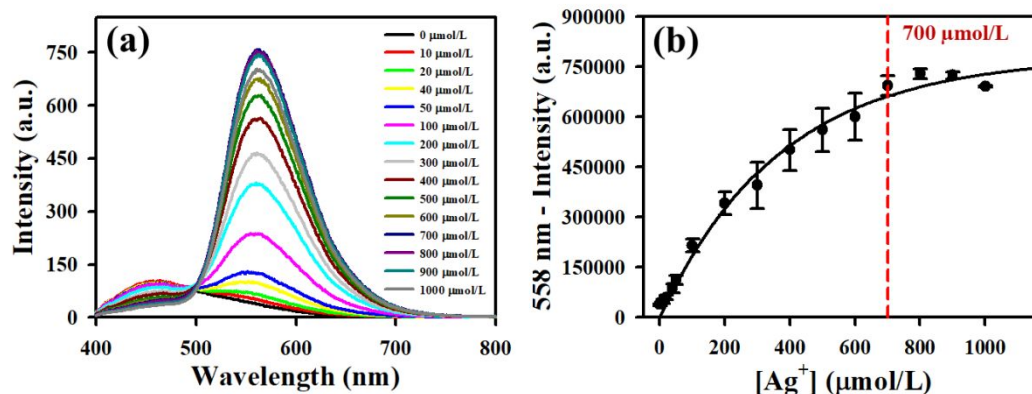 (a)
Intensity (a.u.)
750
600
450
300
150
0
400
500
600
700
800
Wavelength (nm)
0 μmol/L
10 μmol/L
20 μmol/L
40 μmol/L
50 μmol/L
100 μmol/L
200 μmol/L
300 μmol/L
400 μmol/L
500 μmol/L
600 μmol/L
700 μmol/L
800 μmol/L
900 μmol/L
1000 μmol/L
(b)
700 μmol/L
558 nm - Intensity (a.u.)
900000
750000
600000
450000
300000
150000
0
0
200
400
600
800
1000
[Ag⁺] (μmol/L)